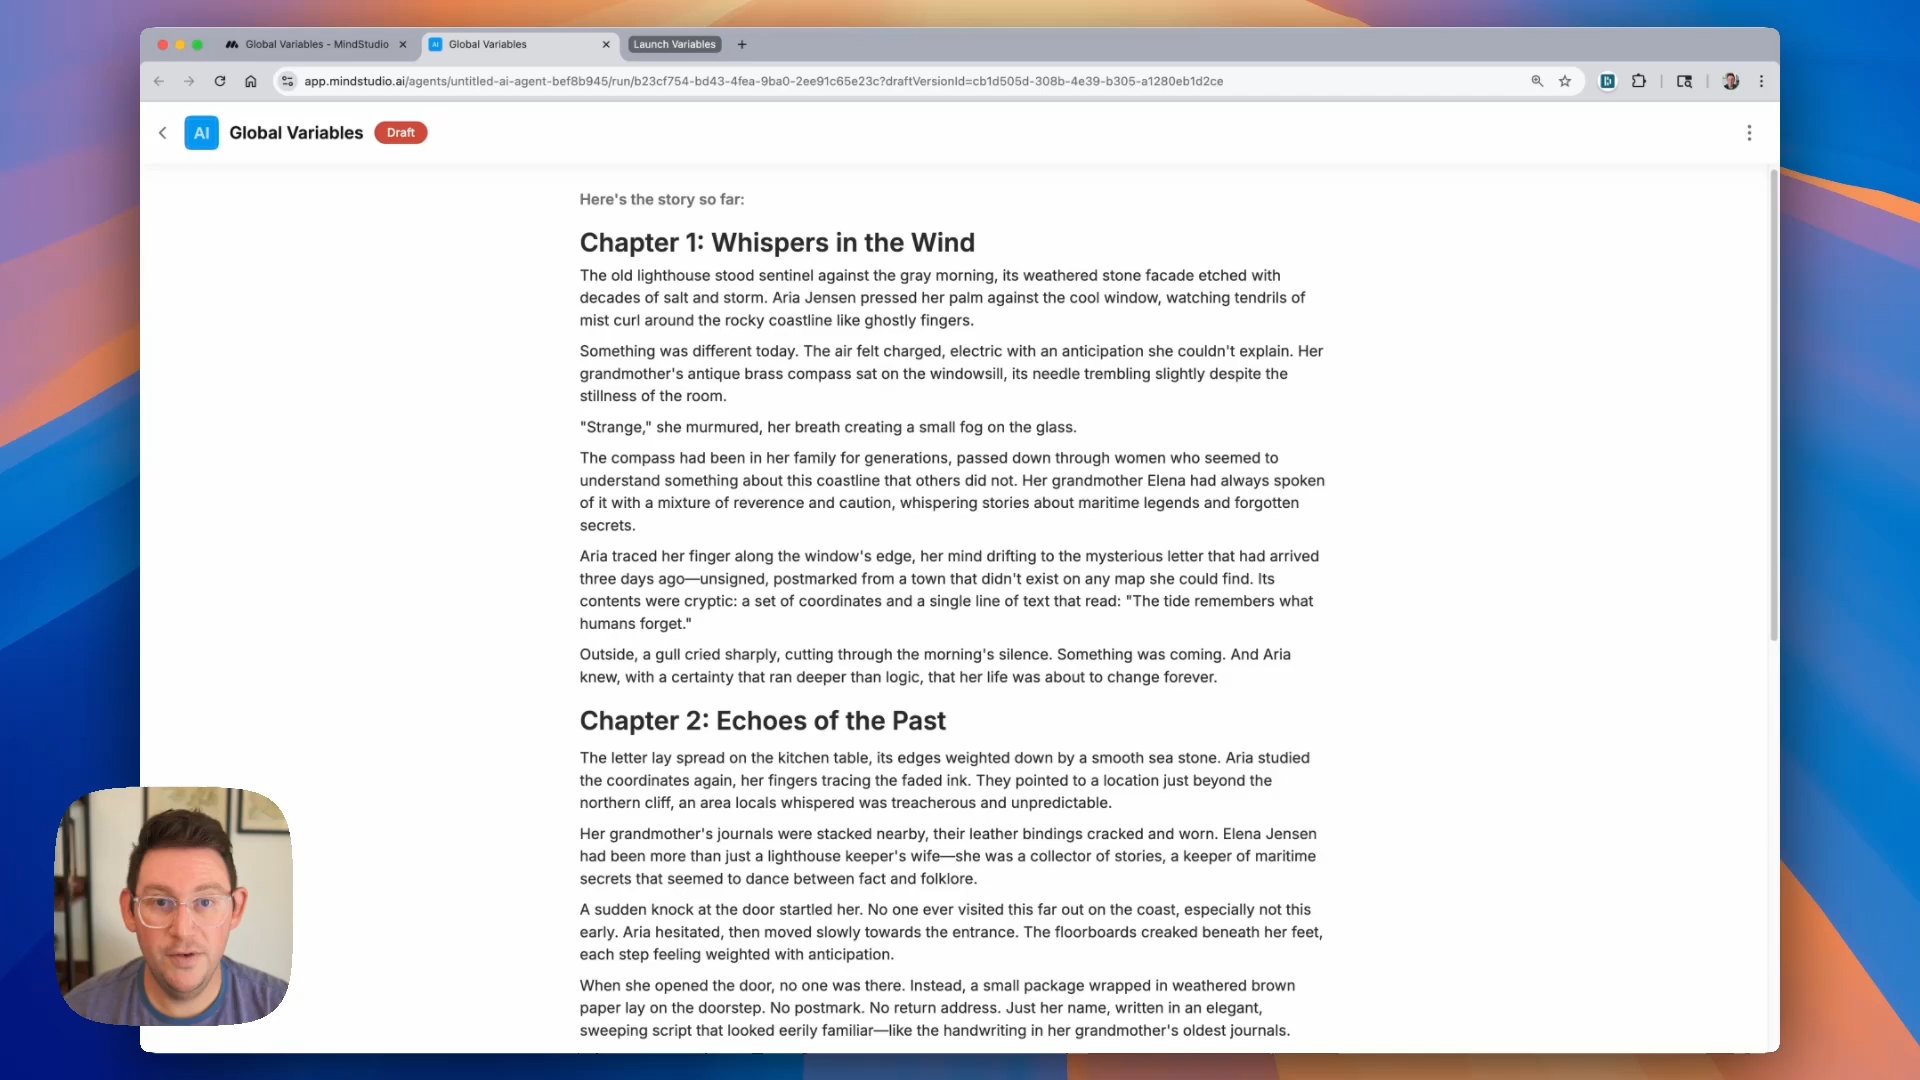 Global Variables - MindStudio
Global Variables
Launch Variables
app.mindstudio.ai/agents/untitled-ai-agent-bef8b945/run/b23cf754-bd43-4fea-9ba0-2ee91c65e23c?draftVersionId=cb1d505d-308b-4e39-b305-a1280eb1d2ce
AI Global Variables Draft
Here's the story so far:
Chapter 1: Whispers in the Wind
The old lighthouse stood sentinel against the gray morning, its weathered stone facade etched with
decades of salt and storm. Aria Jensen pressed her palm against the cool window, watching tendrils of
mist curl around the rocky coastline like ghostly fingers.
Something was different today. The air felt charged, electric with an anticipation she couldn't explain. Her
grandmother's antique brass compass sat on the windowsill, its needle trembling slightly despite the
stillness of the room.
"Strange," she murmured, her breath creating a small fog on the glass.
The compass had been in her family for generations, passed down through women who seemed to
understand something about this coastline that others did not. Her grandmother Elena had always spoken
of it with a mixture of reverence and caution, whispering stories about maritime legends and forgotten
secrets.
Aria traced her finger along the window's edge, her mind drifting to the mysterious letter that had arrived
three days ago—unsigned, postmarked from a town that didn't exist on any map she could find. Its
contents were cryptic: a set of coordinates and a single line of text that read: "The tide remembers what
humans forget."
Outside, a gull cried sharply, cutting through the morning's silence. Something was coming. And Aria
knew, with a certainty that ran deeper than logic, that her life was about to change forever.
Chapter 2: Echoes of the Past
The letter lay spread on the kitchen table, its edges weighted down by a smooth sea stone. Aria studied
the coordinates again, her fingers tracing the faded ink. They pointed to a location just beyond the
northern cliff, an area locals whispered was treacherous and unpredictable.
Her grandmother's journals were stacked nearby, their leather bindings cracked and worn. Elena Jensen
had been more than just a lighthouse keeper's wife—she was a collector of stories, a keeper of maritime
secrets that seemed to dance between fact and folklore.
A sudden knock at the door startled her. No one ever visited this far out on the coast, especially not this
early. Aria hesitated, then moved slowly towards the entrance. The floorboards creaked beneath her feet,
each step feeling weighted with anticipation.
When she opened the door, no one was there. Instead, a small package wrapped in weathered brown
paper lay on the doorstep. No postmark. No return address. Just her name, written in an elegant,
sweeping script that looked eerily familiar—like the handwriting in her grandmother's oldest journals.